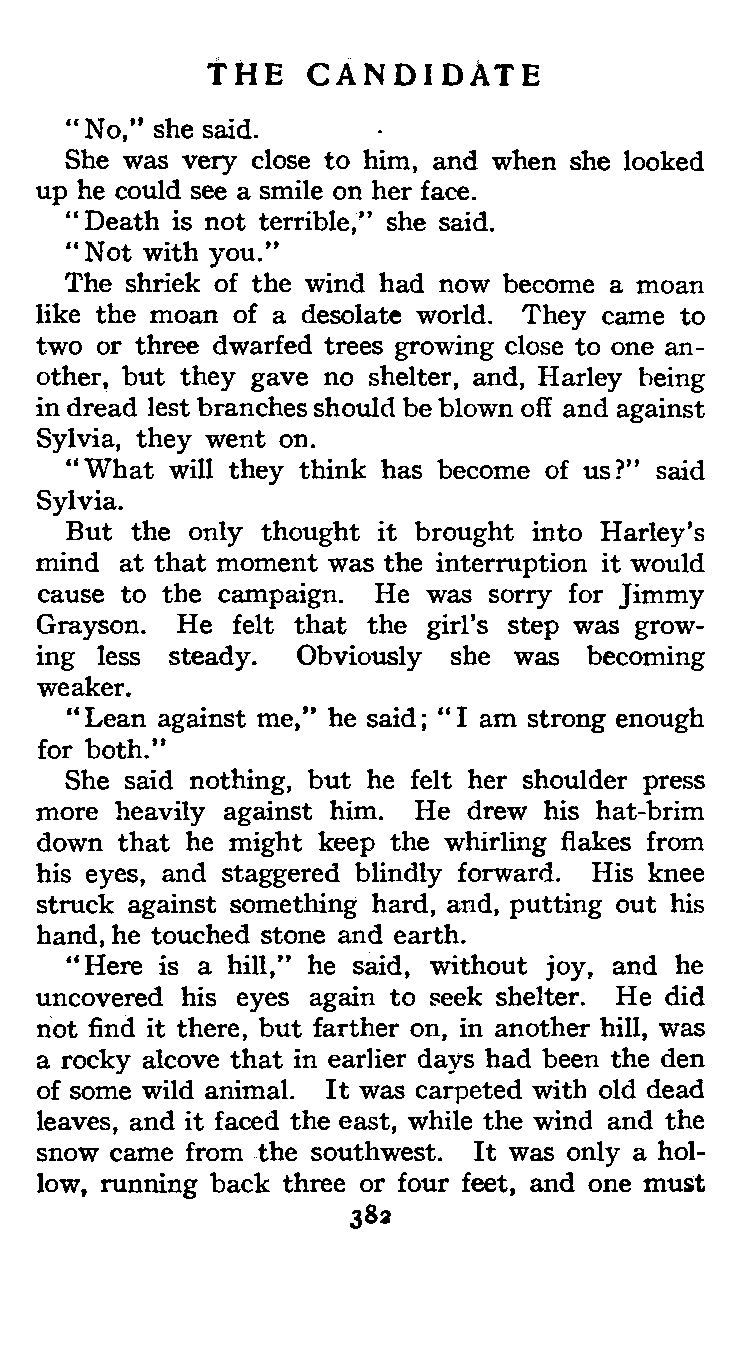 THE CANDIDATE
"No," she said.
She was very close to him, and when she looked
up he could see a smile on her face.
"Death is not terrible," she said.
"Not with you."
The shriek of the wind had now become a moan
like the moan of a desolate world. They came to
two or three dwarfed trees growing close to one an-
other, but they gave no shelter, and, Harley being
in dread lest branches should be blown off and against
Sylvia, they went on.
"What will they think has become of us?" said
Sylvia.
But the only thought it brought into Harley's
mind at that moment was the interruption it would
cause to the campaign. He was sorry for Jimmy
Grayson. He felt that the girl's step was grow-
ing less steady. Obviously she was becoming
weaker.
"Lean against me," he said; "I am strong enough
for both."
She said nothing, but he felt her shoulder press
more heavily against him. He drew his hat-brim
down that he might keep the whirling flakes from
his eyes, and staggered blindly forward. His knee
struck against something hard, and, putting out his
hand, he touched stone and earth.
"Here is a hill," he said, without joy, and he
uncovered his eyes again to seek shelter. He did
not find it there, but farther on, in another hill, was
a rocky alcove that in earlier days had been the den
of some wild animal. It was carpeted with old dead
leaves, and it faced the east, while the wind and the
snow came from the southwest. It was only a hol-
low, running back three or four feet, and one must
382